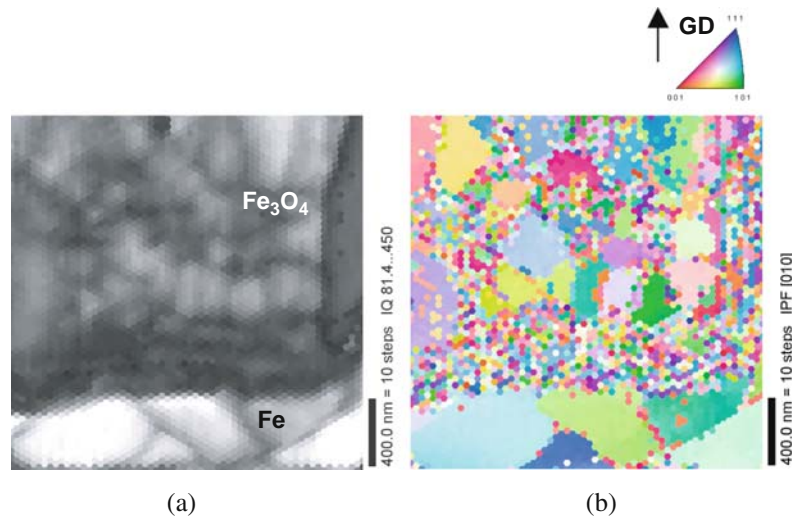 GD
111
001
101
Fe₃O₄
Fe
400.0 nm = 10 steps IQ 81.4...450
400.0 nm = 10 steps IPF [010]
(a)
(b)